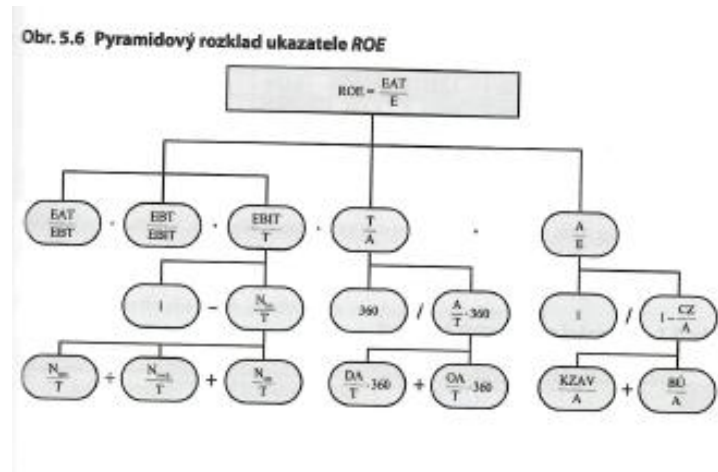 Obr. 5.6 Pyramidový rozklad ukazatele ROE
ROE = EAT / E
EAT / EBT · EBT / EBIT · EBIT / T · T / A · A / E
1 - N / T 360 / A / T · 360 1 / 1 - CZ / A
N / T + N / T + N / T DA / T · 360 + OA / T · 360 KZAV / A + BÚ / A